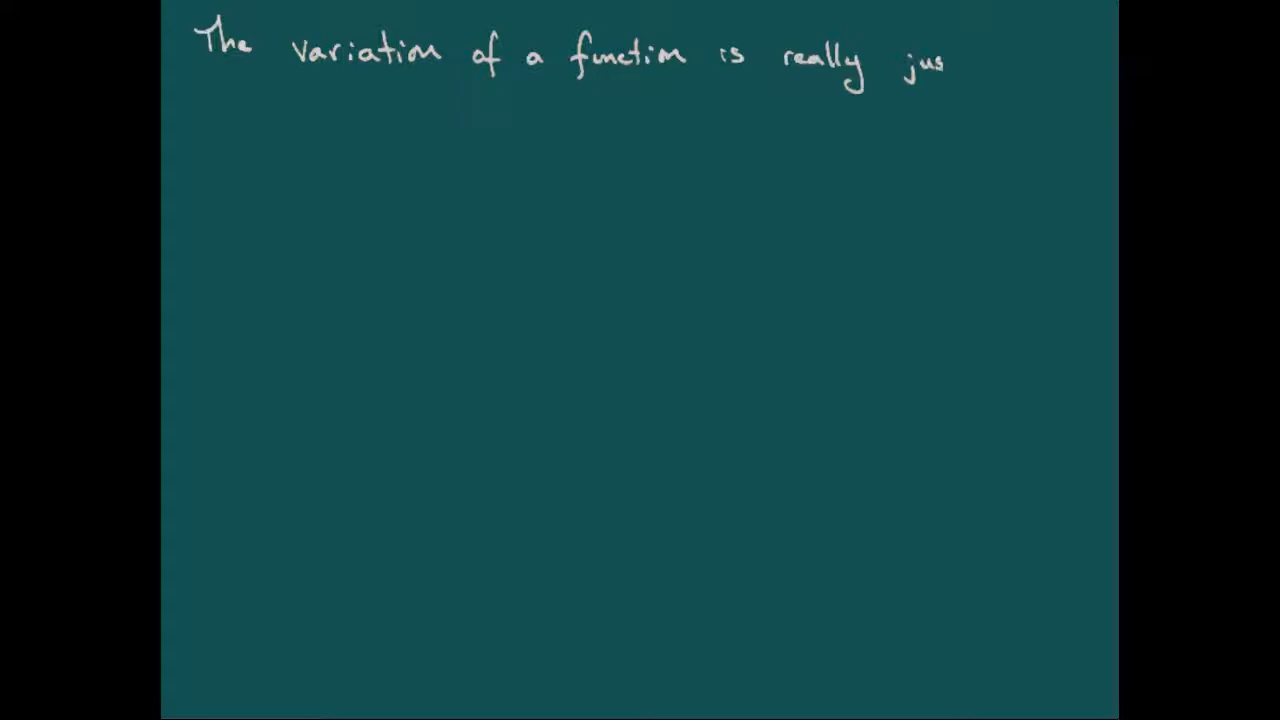 The variation of a function is really jus